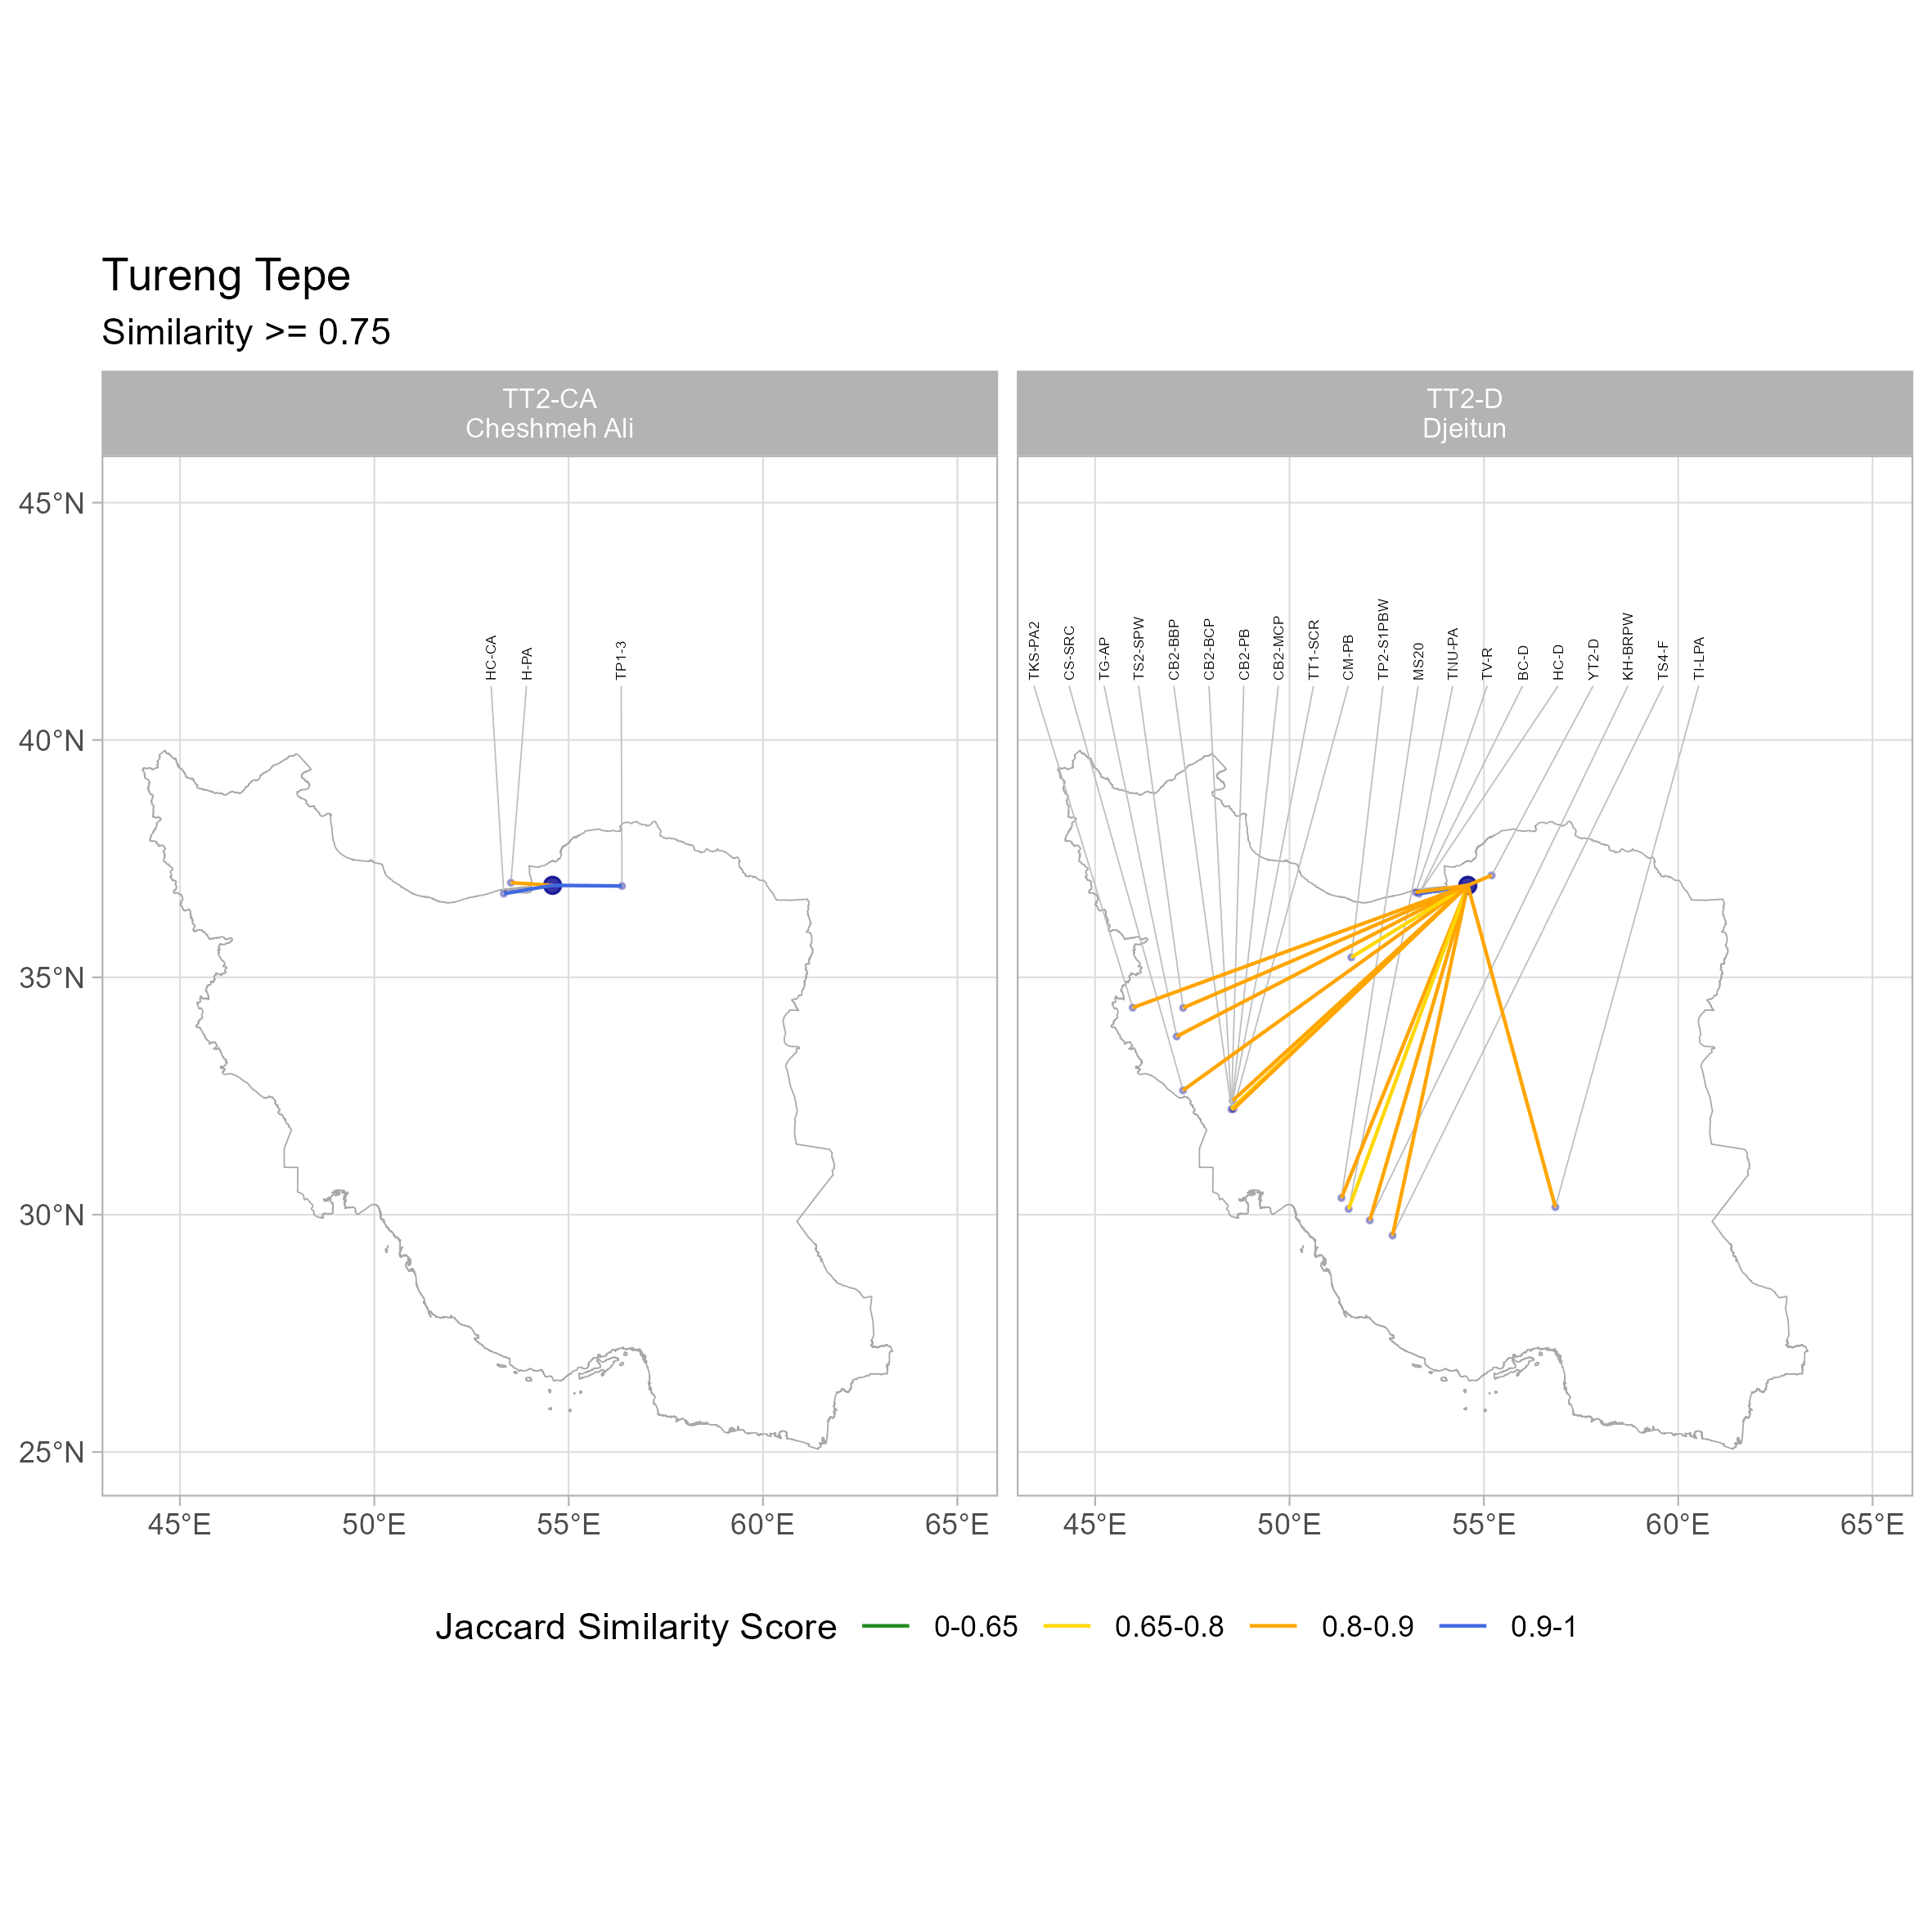 Tureng Tepe
Similarity >= 0.75
TT2-CA
Cheshmeh Ali
TT2-D
Djeitun
45°N
40°N
35°N
30°N
25°N
HC-CA
H-PA
TP1-3
TKS-PA2
CS-SRC
TG-AP
TS2-SPW
CB2-BBP
CB2-BCP
CB2-PB
CB2-MCP
TT1-SCR
CM-PB
TP2-S1PBW
MS20
TNU-PA
TV-R
BC-D
HC-D
YT2-D
KH-BRPW
TS4-F
TI-LPA
45°E 50°E 55°E 60°E 65°E
45°E 50°E 55°E 60°E 65°E
Jaccard Similarity Score 0-0.65 0.65-0.8 0.8-0.9 0.9-1